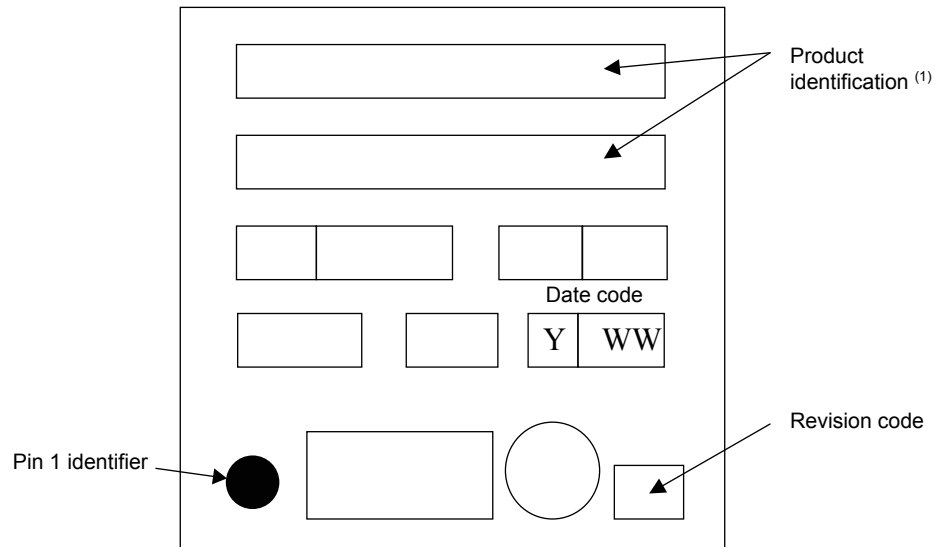 Product
identification (1)
Date code
Y WW
Revision code
Pin 1 identifier